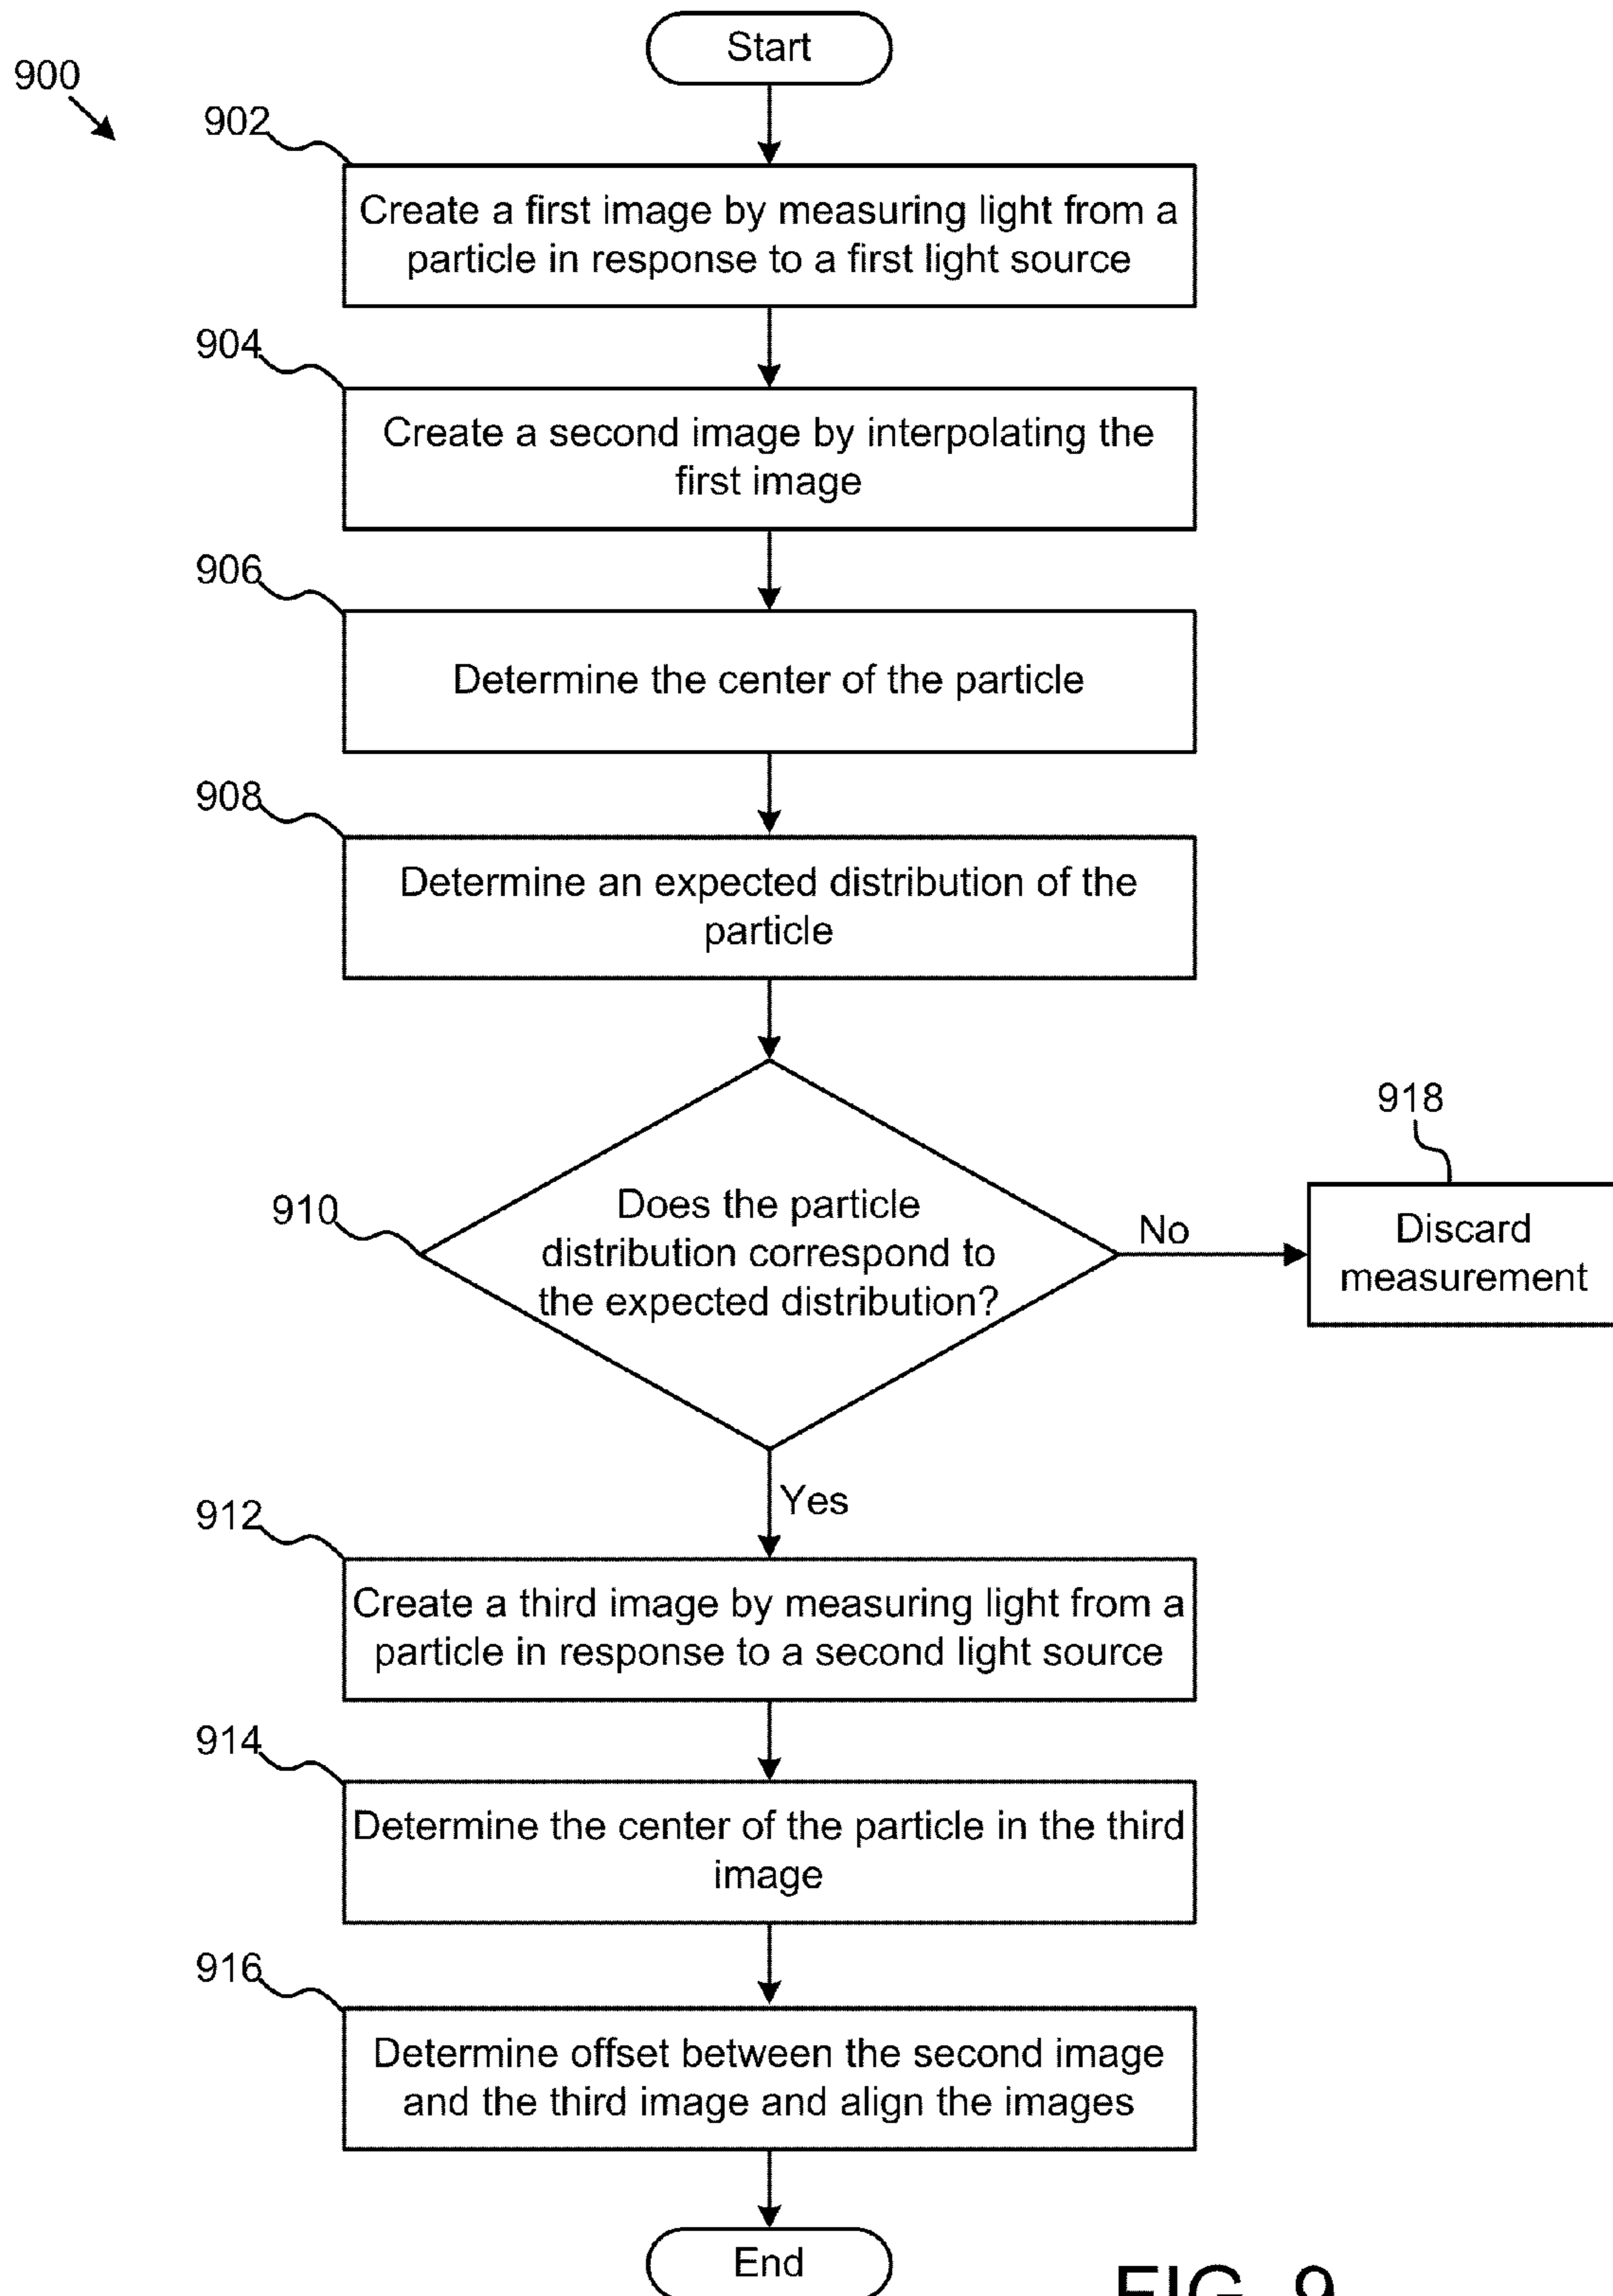 Start
900
902
Create a first image by measuring light from a
particle in response to a first light source
904
Create a second image by interpolating the
first image
906
Determine the center of the particle
908
Determine an expected distribution of the
particle
918
910
Does the particle
distribution correspond to
the expected distribution?
No
Discard
measurement
Yes
912
Create a third image by measuring light from a
particle in response to a second light source
914
Determine the center of the particle in the third
image
916
Determine offset between the second image
and the third image and align the images
End
FIG. 9